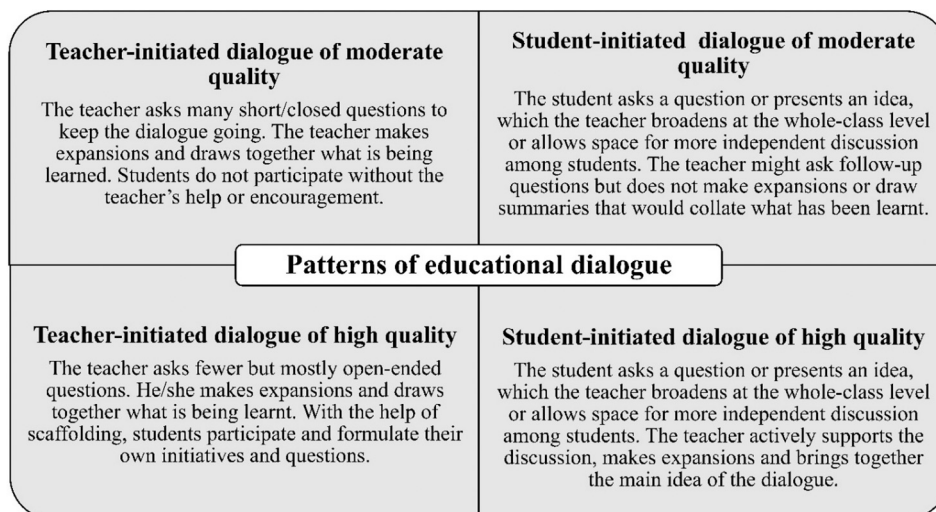 Teacher-initiated dialogue of moderate
quality
The teacher asks many short/closed questions to
keep the dialogue going. The teacher makes
expansions and draws together what is being
learned. Students do not participate without the
teacher's help or encouragement.
Student-initiated dialogue of moderate
quality
The student asks a question or presents an idea,
which the teacher broadens at the whole-class level
or allows space for more independent discussion
among students. The teacher might ask follow-up
questions but does not make expansions or draw
summaries that would collate what has been learnt.
Patterns of educational dialogue
Teacher-initiated dialogue of high quality
The teacher asks fewer but mostly open-ended
questions. He/she makes expansions and draws
together what is being learnt. With the help of
scaffolding, students participate and formulate their
own initiatives and questions.
Student-initiated dialogue of high quality
The student asks a question or presents an idea,
which the teacher broadens at the whole-class level
or allows space for more independent discussion
among students. The teacher actively supports the
discussion, makes expansions and brings together
the main idea of the dialogue.